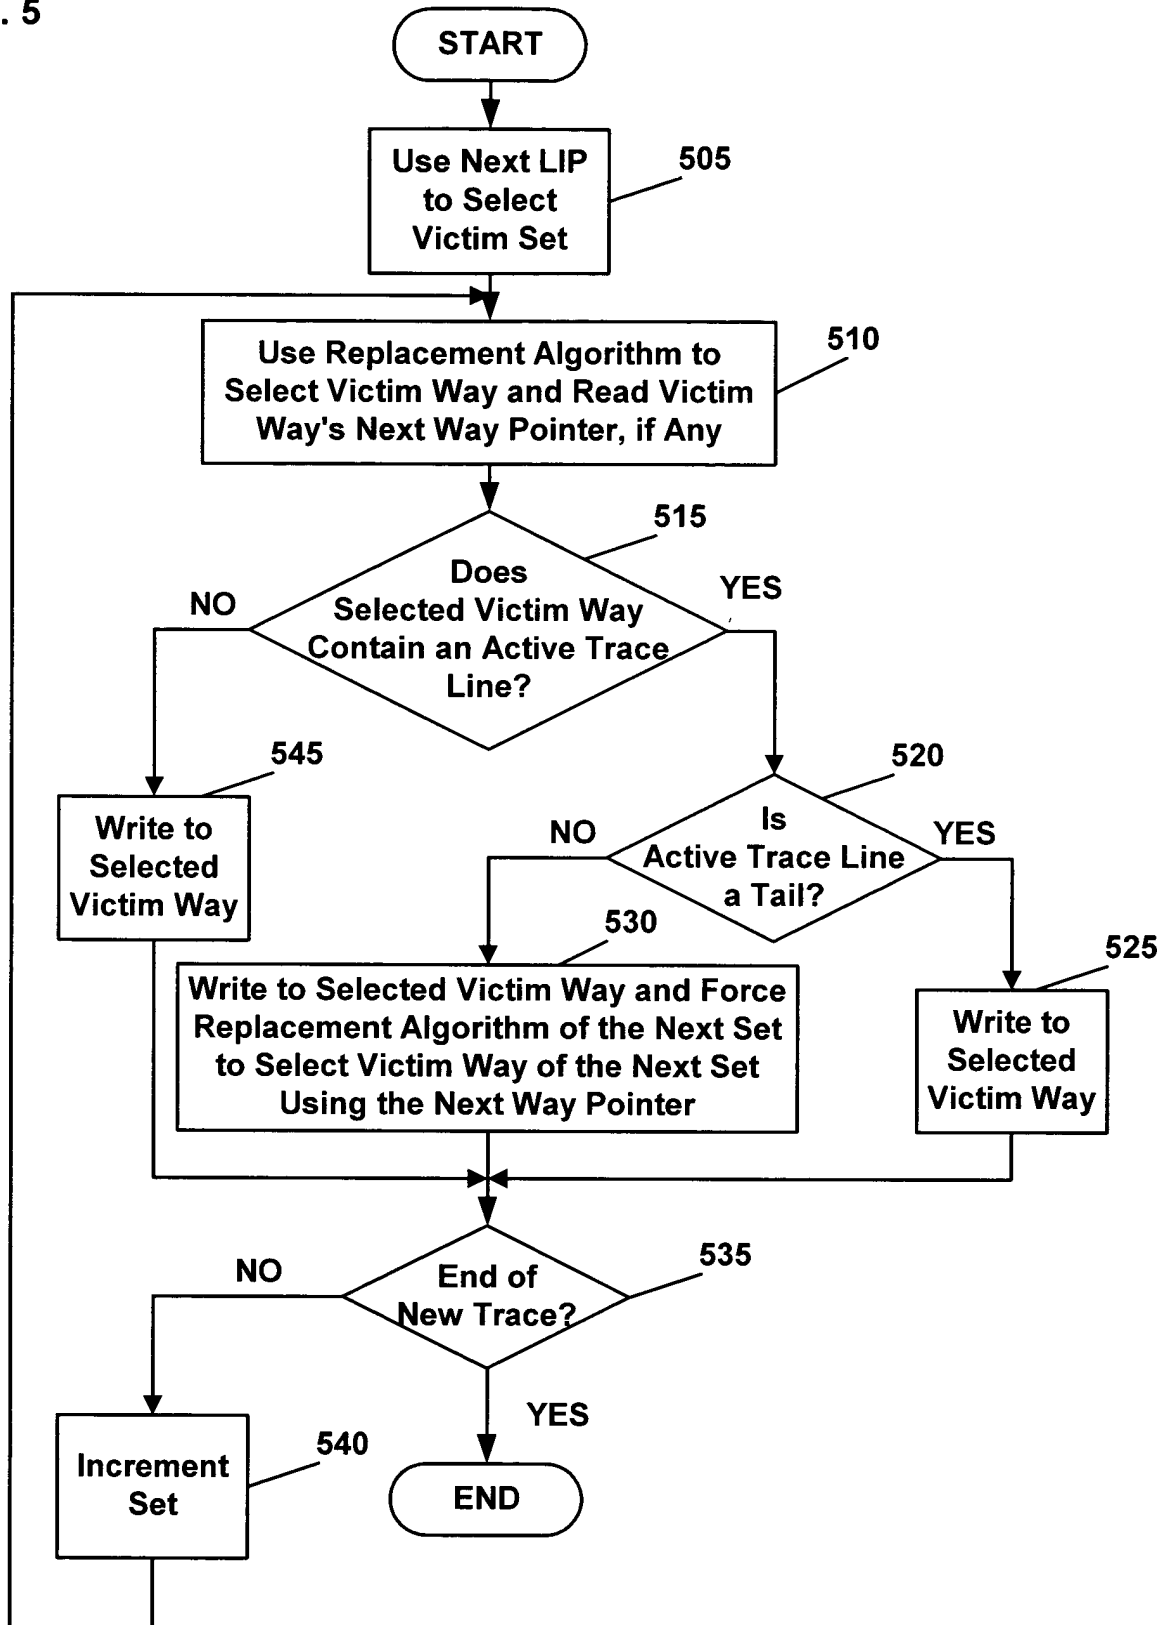 . 5
START
Use Next LIP
to Select
Victim Set
505
Use Replacement Algorithm to
Select Victim Way and Read Victim
Way's Next Way Pointer, if Any
510
Does
Selected Victim Way
Contain an Active Trace
Line?
515
NO
YES
545
Write to
Selected
Victim Way
520
Is
Active Trace Line
a Tail?
NO
YES
530
Write to Selected Victim Way and Force
Replacement Algorithm of the Next Set
to Select Victim Way of the Next Set
Using the Next Way Pointer
525
Write to
Selected
Victim Way
End of
New Trace?
535
NO
YES
Increment
Set
540
END